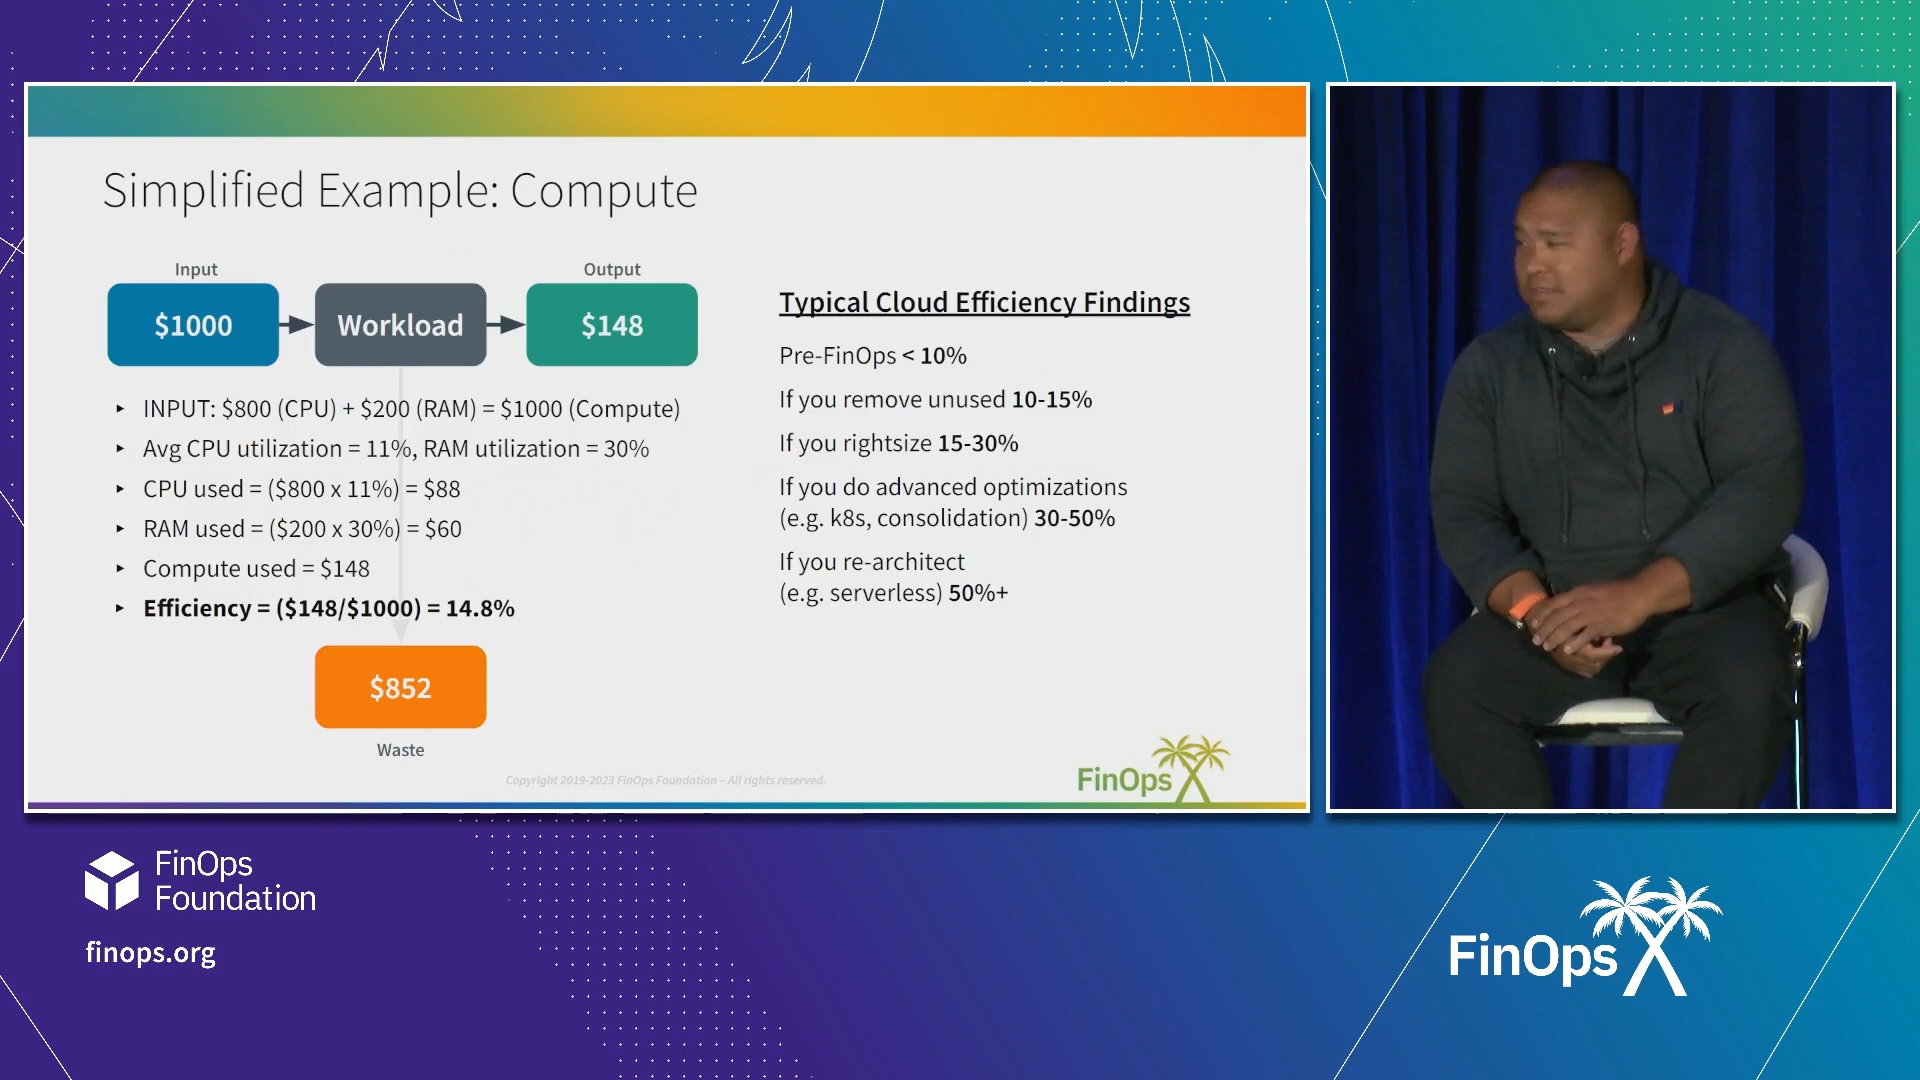 Simplified Example: Compute
Input
Output
$1000
Workload
$148
‣ INPUT: $800 (CPU) + $200 (RAM) = $1000 (Compute)
‣ Avg CPU utilization = 11%, RAM utilization = 30%
‣ CPU used = ($800 x 11%) = $88
‣ RAM used = ($200 x 30%) = $60
‣ Compute used = $148
‣ Efficiency = ($148/$1000) = 14.8%
$852
Waste
Typical Cloud Efficiency Findings
Pre-FinOps < 10%
If you remove unused 10-15%
If you rightsize 15-30%
If you do advanced optimizations
(e.g. k8s, consolidation) 30-50%
If you re-architect
(e.g. serverless) 50%+
Copyright 2019-2023 FinOps Foundation – All rights reserved.
FinOps X
FinOps
Foundation
finops.org
FinOps X